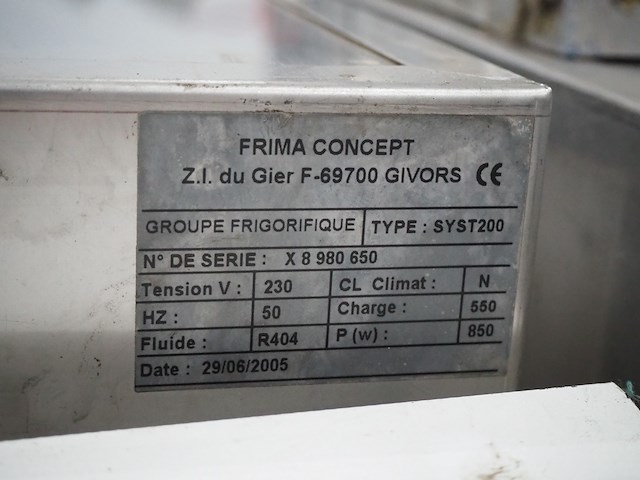 FRIMA CONCEPT
Z.I. du Gier F-69700 GIVORS CE
GROUPE FRIGORIFIQUE TYPE : SYST200
N° DE SERIE : X 8 980 650
Tension V : 230 CL Climat : N
HZ : 50 Charge : 550
Fluide : R404 P (w) : 850
Date : 29/06/2005